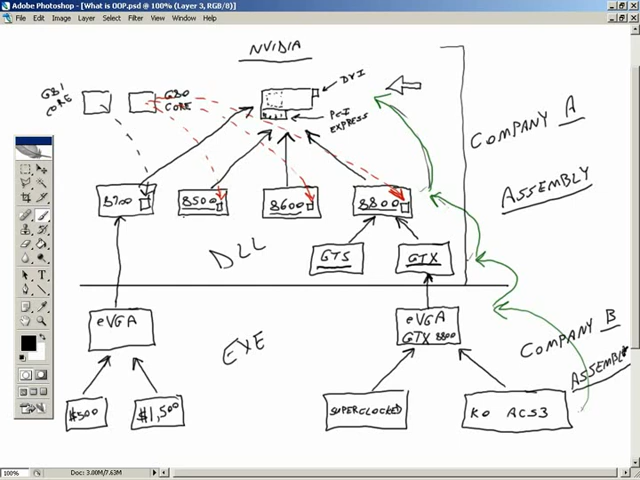 Adobe Photoshop - [What is OOP.psd @ 100% (Layer 3, RGB/8)]
File Edit Image Layer Select Filter View Window Help
NVIDIA
G81 CORE
G80 CORE
DVI
PCI EXPRESS
COMPANY A
ASSEMBLY
8700
8500
8600
8800
DLL
GTS
GTX
eVGA
eVGA
GTX 8800
EXE
COMPANY B
ASSEMBLY
$500
$1,500
SUPERCLOCKED
KO ACS3
100%
Doc: 3.00M/7.63M